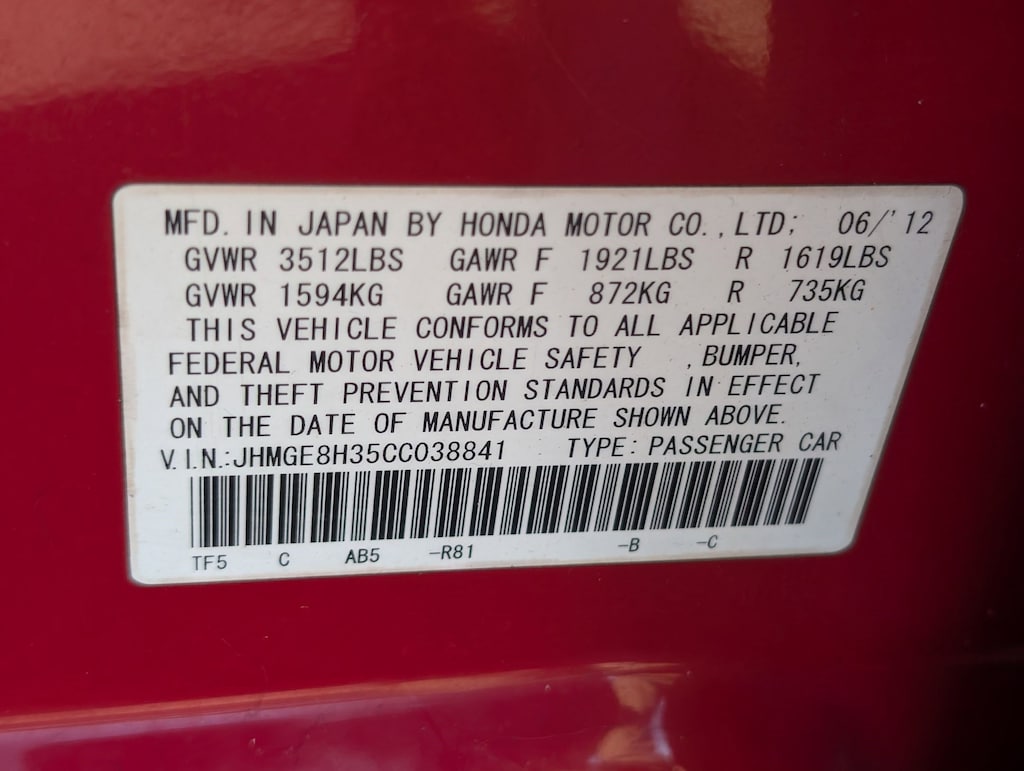 MFD. IN JAPAN BY HONDA MOTOR CO., LTD; 06/'12
GVWR 3512LBS GAWR F 1921LBS R 1619LBS
GVWR 1594KG GAWR F 872KG R 735KG
THIS VEHICLE CONFORMS TO ALL APPLICABLE
FEDERAL MOTOR VEHICLE SAFETY , BUMPER,
AND THEFT PREVENTION STANDARDS IN EFFECT
ON THE DATE OF MANUFACTURE SHOWN ABOVE.
V.I.N.:JHMGE8H35CC038841 TYPE: PASSENGER CAR
TF5 C AB5 -R81 -B -C